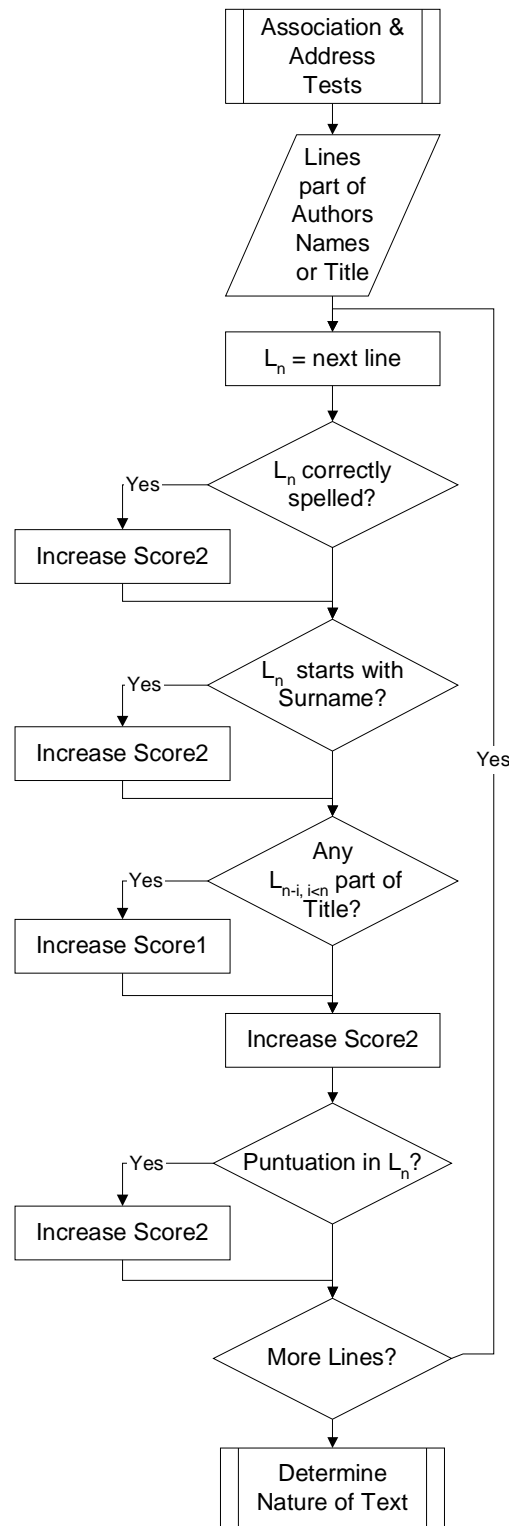 Association &
Address
Tests
Lines
part of
Authors
Names
or Title
Lₙ = next line
Lₙ correctly
spelled?
Yes
Increase Score2
Lₙ starts with
Surname?
Yes
Increase Score2
Yes
Any
Lₙ₋ᵢ, ᵢ<ₙ part of
Title?
Yes
Increase Score1
Increase Score2
Puntuation in Lₙ?
Yes
Increase Score2
More Lines?
Determine
Nature of Text